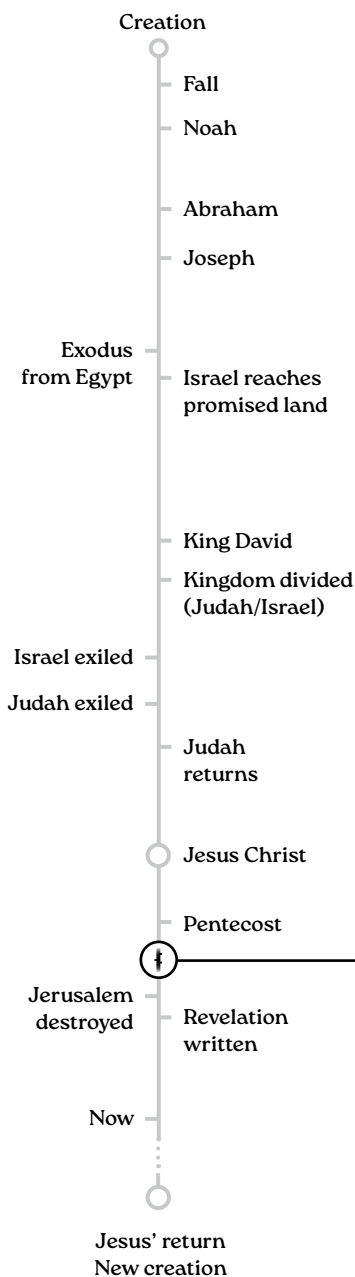 Creation
Fall
Noah
Abraham
Joseph
Exodus
from Egypt
Israel reaches
promised land
King David
Kingdom divided
(Judah/Israel)
Israel exiled
Judah exiled
Judah
returns
Jesus Christ
Pentecost
Jerusalem
destroyed
Revelation
written
Now
Jesus’ return
New creation